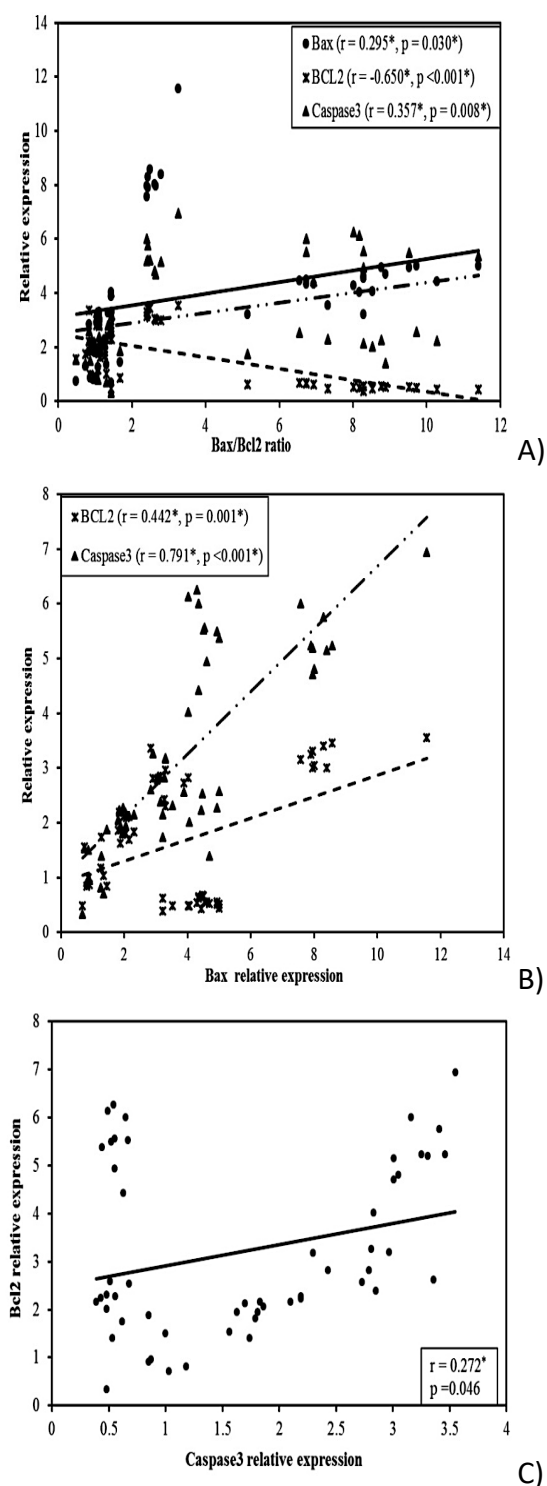 14
12
10
8
6
4
2
0
Relative expression
Bax (r = 0.295*, p = 0.030*)
BCL2 (r = -0.650*, p <0.001*)
Caspase3 (r = 0.357*, p = 0.008*)
0 2 4 6 8 10 12
Bax/Bcl2 ratio
A)
8
7
6
5
4
3
2
1
0
Relative expression
BCL2 (r = 0.442*, p = 0.001*)
Caspase3 (r = 0.791*, p <0.001*)
0 2 4 6 8 10 12 14
Bax relative expression
B)
8
7
6
5
4
3
2
1
0
Bcl2 relative expression
r = 0.272*
p =0.046
0 0.5 1 1.5 2 2.5 3 3.5 4
Caspase3 relative expression
C)